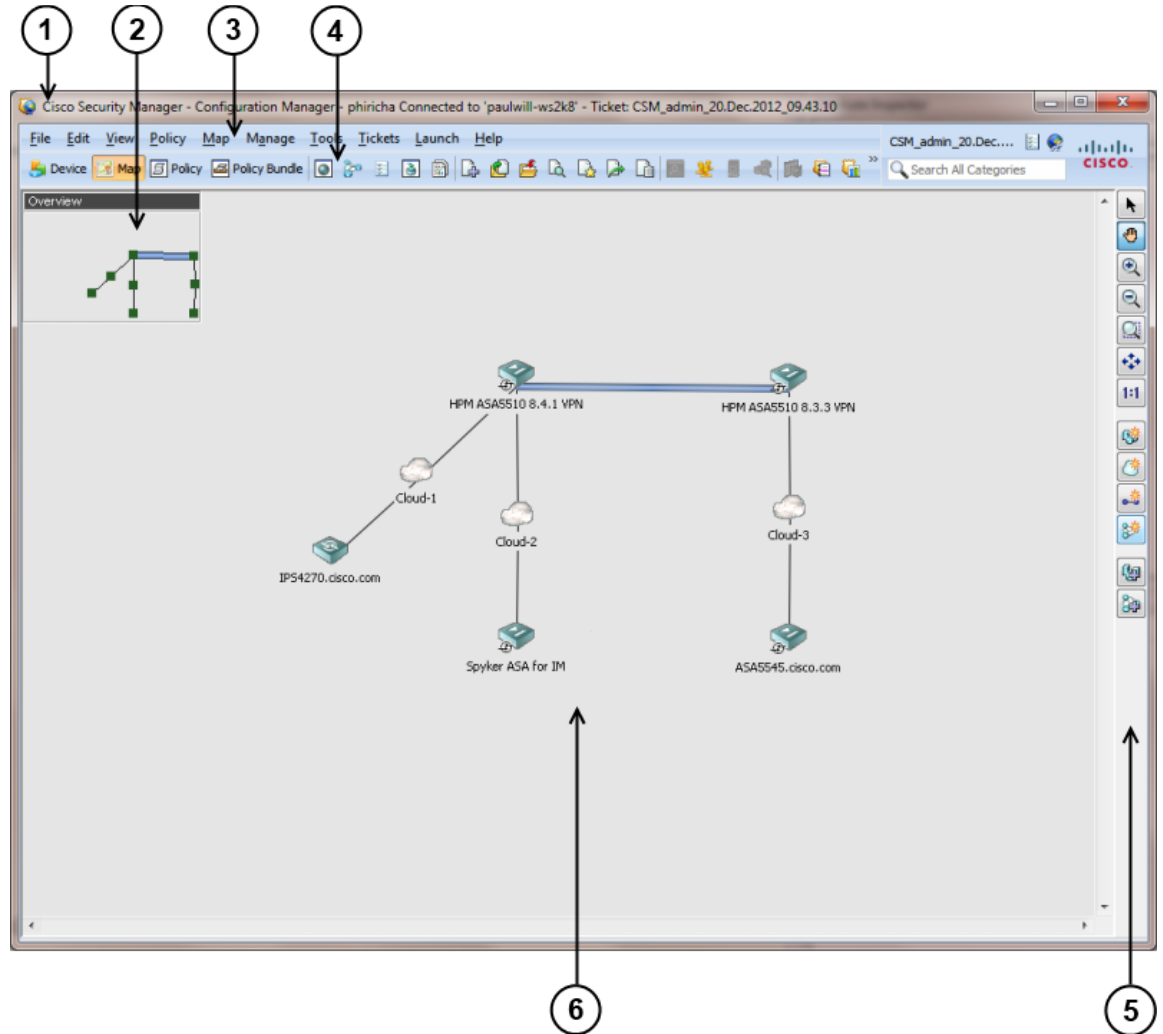 1 2 3 4
Cisco Security Manager - Configuration Manager - phiricha Connected to 'paulwill-ws2k8' - Ticket: CSM_admin_20.Dec.2012_09.43.10
File Edit View Policy Map Manage Tools Tickets Launch Help
CSM_admin_20.Dec....
Device Map Policy Policy Bundle
Search All Categories
CISCO
Overview
1:1
HPM ASA5510 8.4.1 VPN
HPM ASA5510 8.3.3 VPN
Cloud-1
Cloud-2
Cloud-3
IPS4270.cisco.com
Spyker ASA for IM
ASA5545.cisco.com
6 5